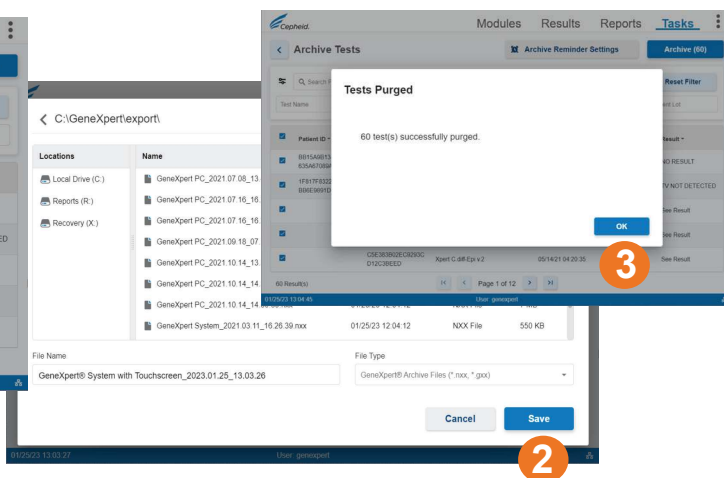 Cepheid.
Modules Results Reports Tasks
Archive Tests
Archive Reminder Settings
Archive (60)
Reset Filter
Test Name
Patient ID
Result
Tests Purged
60 test(s) successfully purged.
OK
3
NO RESULT
TV NOT DETECTED
See Result
See Result
Xpert C.diff-Epi v.2 05/14/21 04:20:35 See Result
D12C3BEED
60 Result(s) Page 1 of 12
01/25/23 13:04:45 User: genexpert
C:\GeneXpert\export\
Locations
Local Drive (C:)
Reports (R:)
Recovery (X:)
Name
GeneXpert PC_2021.07 08_13
GeneXpert PC_2021.07 16_16
GeneXpert PC_2021.07 16_16
GeneXpert PC_2021.09.18_07
GeneXpert PC_2021.10.14_13
GeneXpert PC_2021.10.14_14
GeneXpert PC_2021.10.14_14
GeneXpert System_2021.03.11_16.26.39.nxx 01/25/23 12:04:12 NXX File 550 KB
File Name
GeneXpert® System with Touchscreen_2023.01.25_13.03.26
File Type
GeneXpert® Archive Files (*.nxx, *.gxx)
Cancel
Save
2
01/25/23 13:03:27 User: genexpert